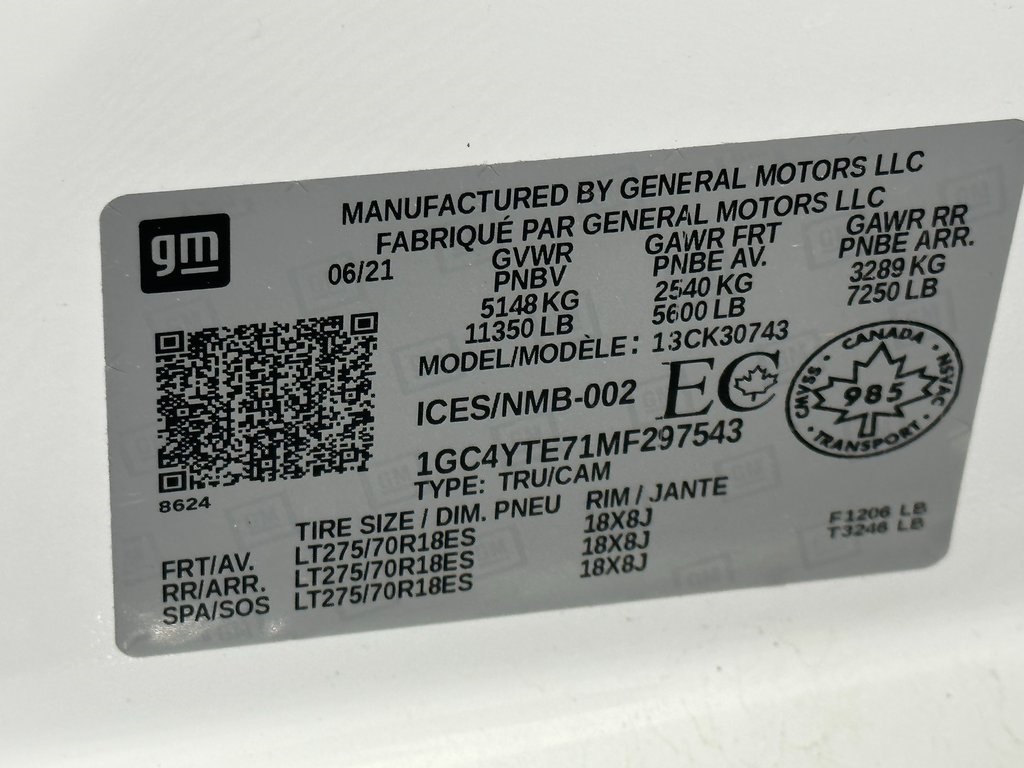 gm
MANUFACTURED BY GENERAL MOTORS LLC
FABRIQUÉ PAR GENERAL MOTORS LLC
06/21 GVWR GAWR FRT GAWR RR
PNBV PNBE AV. PNBE ARR.
5148 KG 2540 KG 3289 KG
11350 LB 5600 LB 7250 LB
MODEL/MODÈLE: 13CK30743
ICES/NMB-002 EC
CANADA
CMVSS 985 NSVAC
TRANSPORT
1GC4YTE71MF297543
TYPE: TRU/CAM
8624
TIRE SIZE / DIM. PNEU RIM / JANTE
FRT/AV. LT275/70R18ES 18X8J
RR/ARR. LT275/70R18ES 18X8J
SPA/SOS LT275/70R18ES 18X8J
F1206 LB
T3246 LB